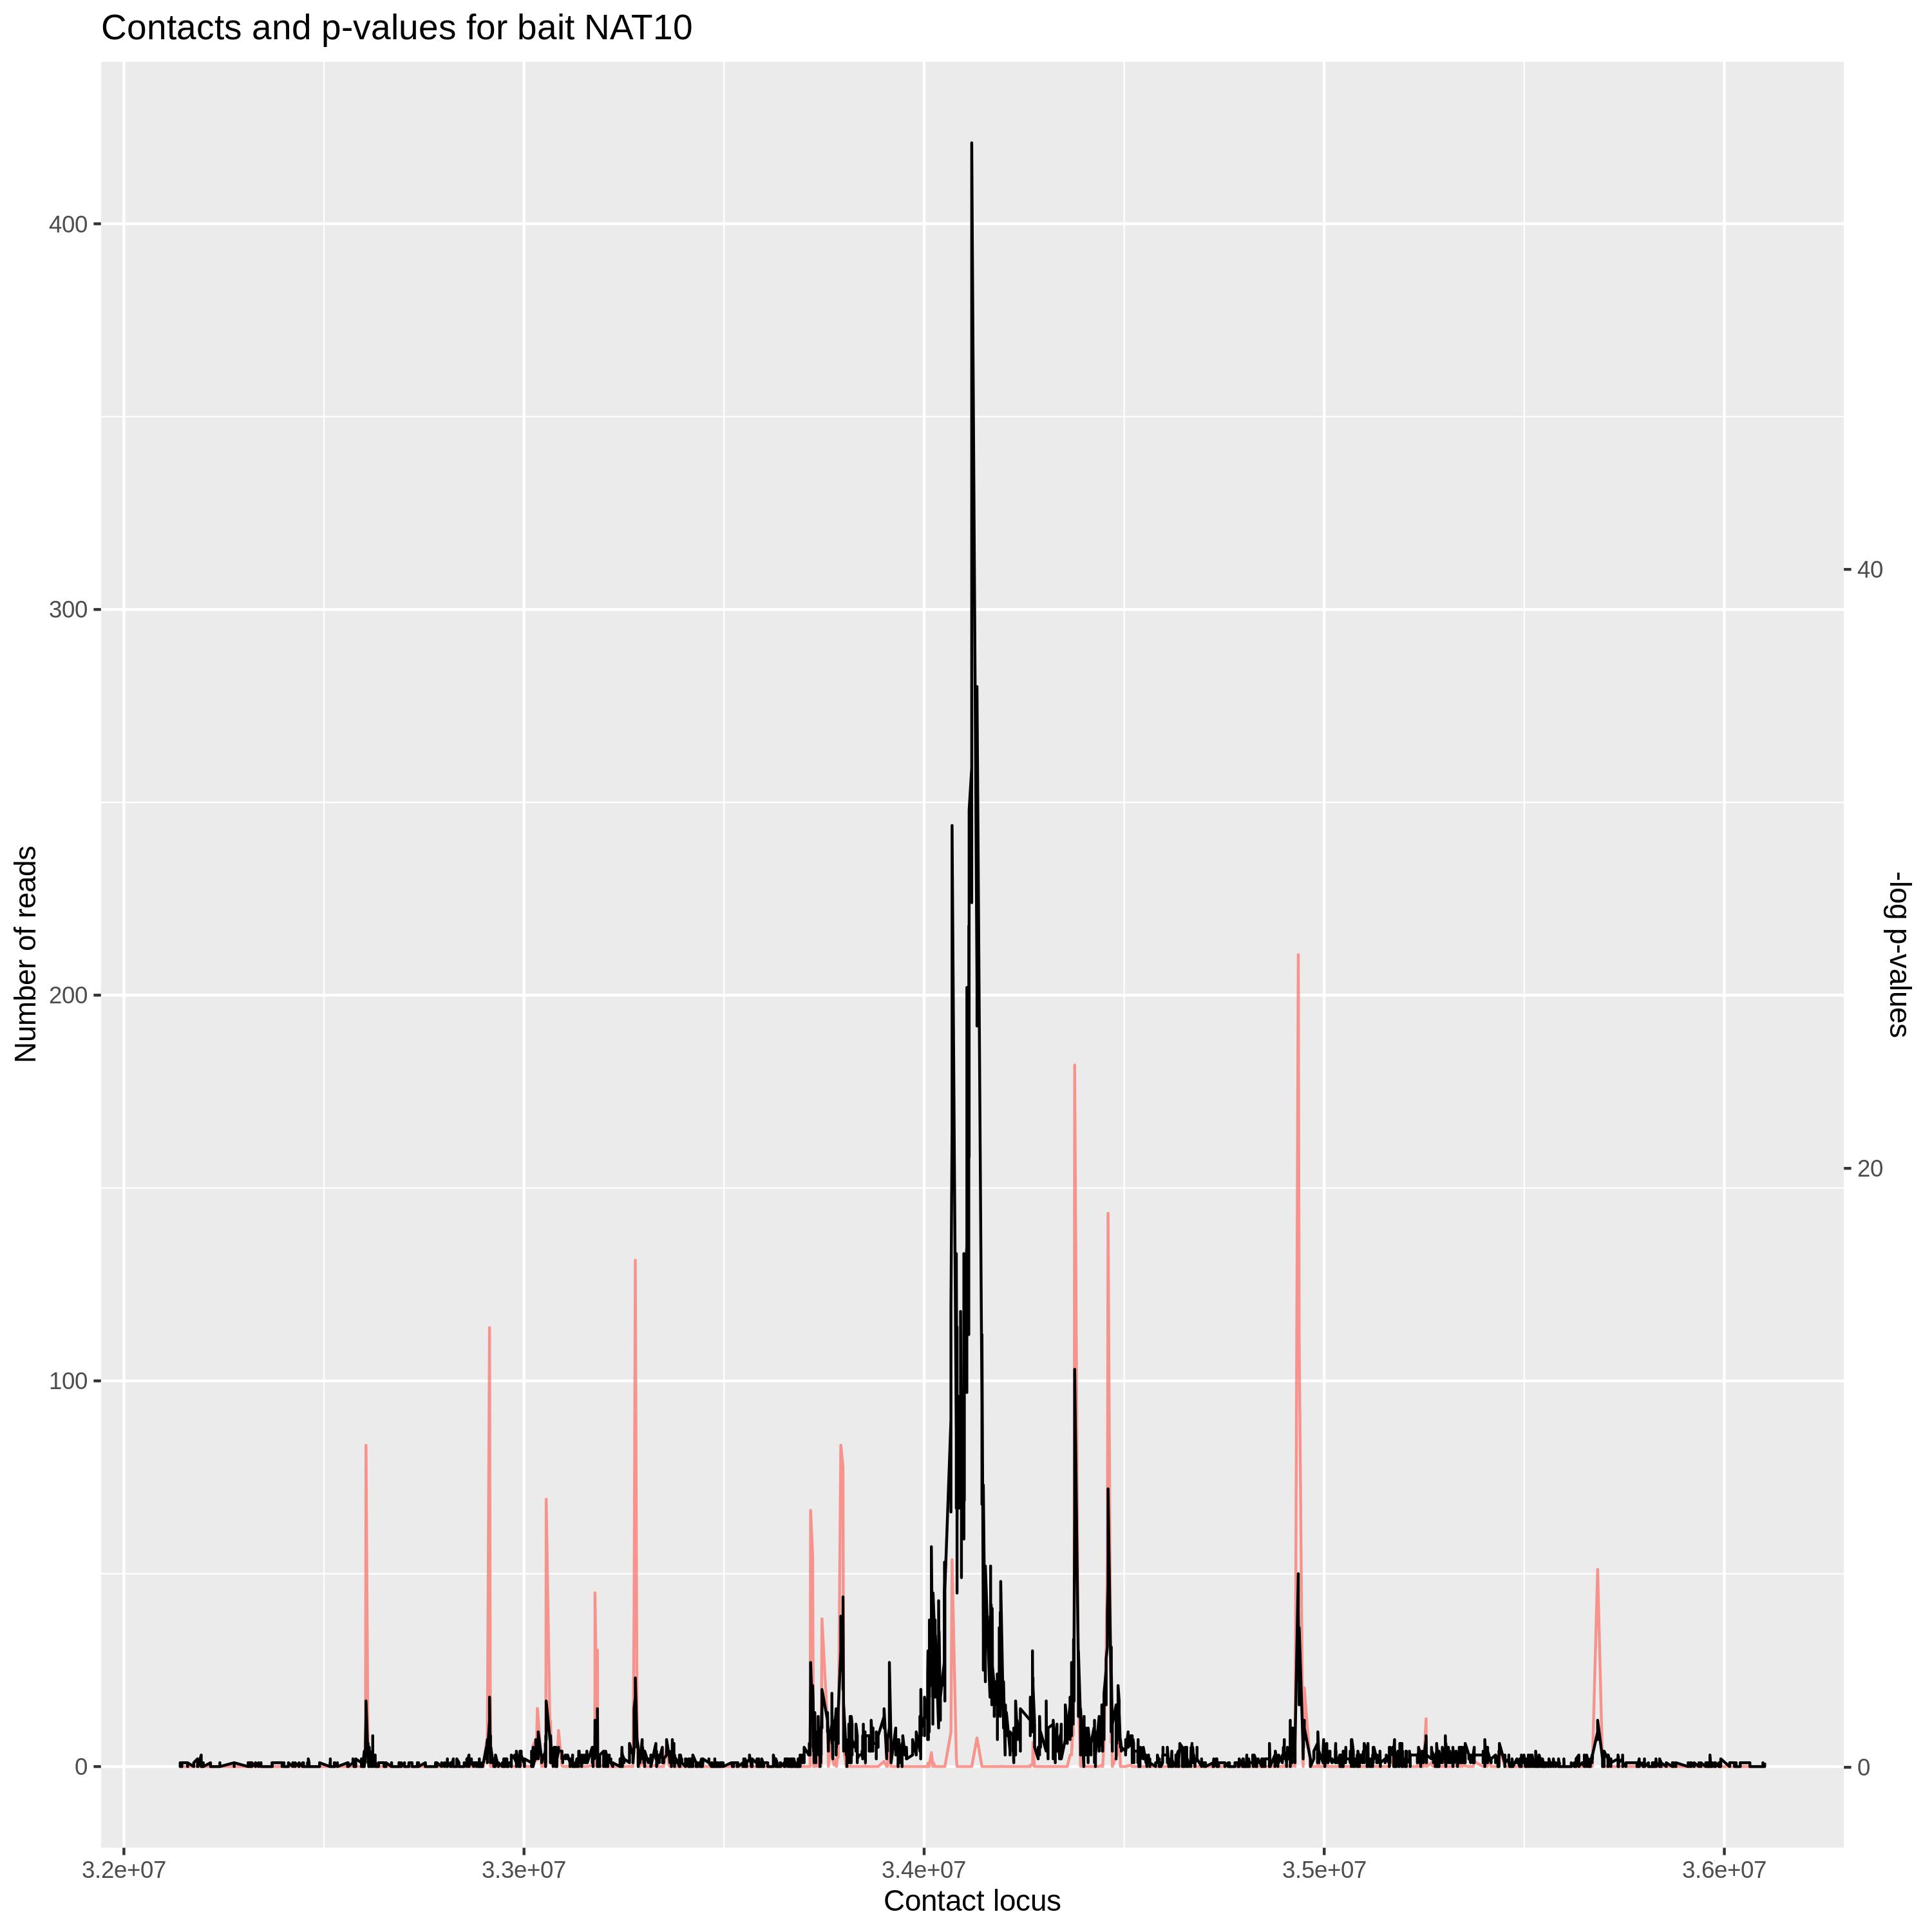 Contacts and p-values for bait NAT10
400
300
200
100
0
Number of reads
40
20
0
-log p-values
3.2e+07
3.3e+07
3.4e+07
3.5e+07
3.6e+07
Contact locus